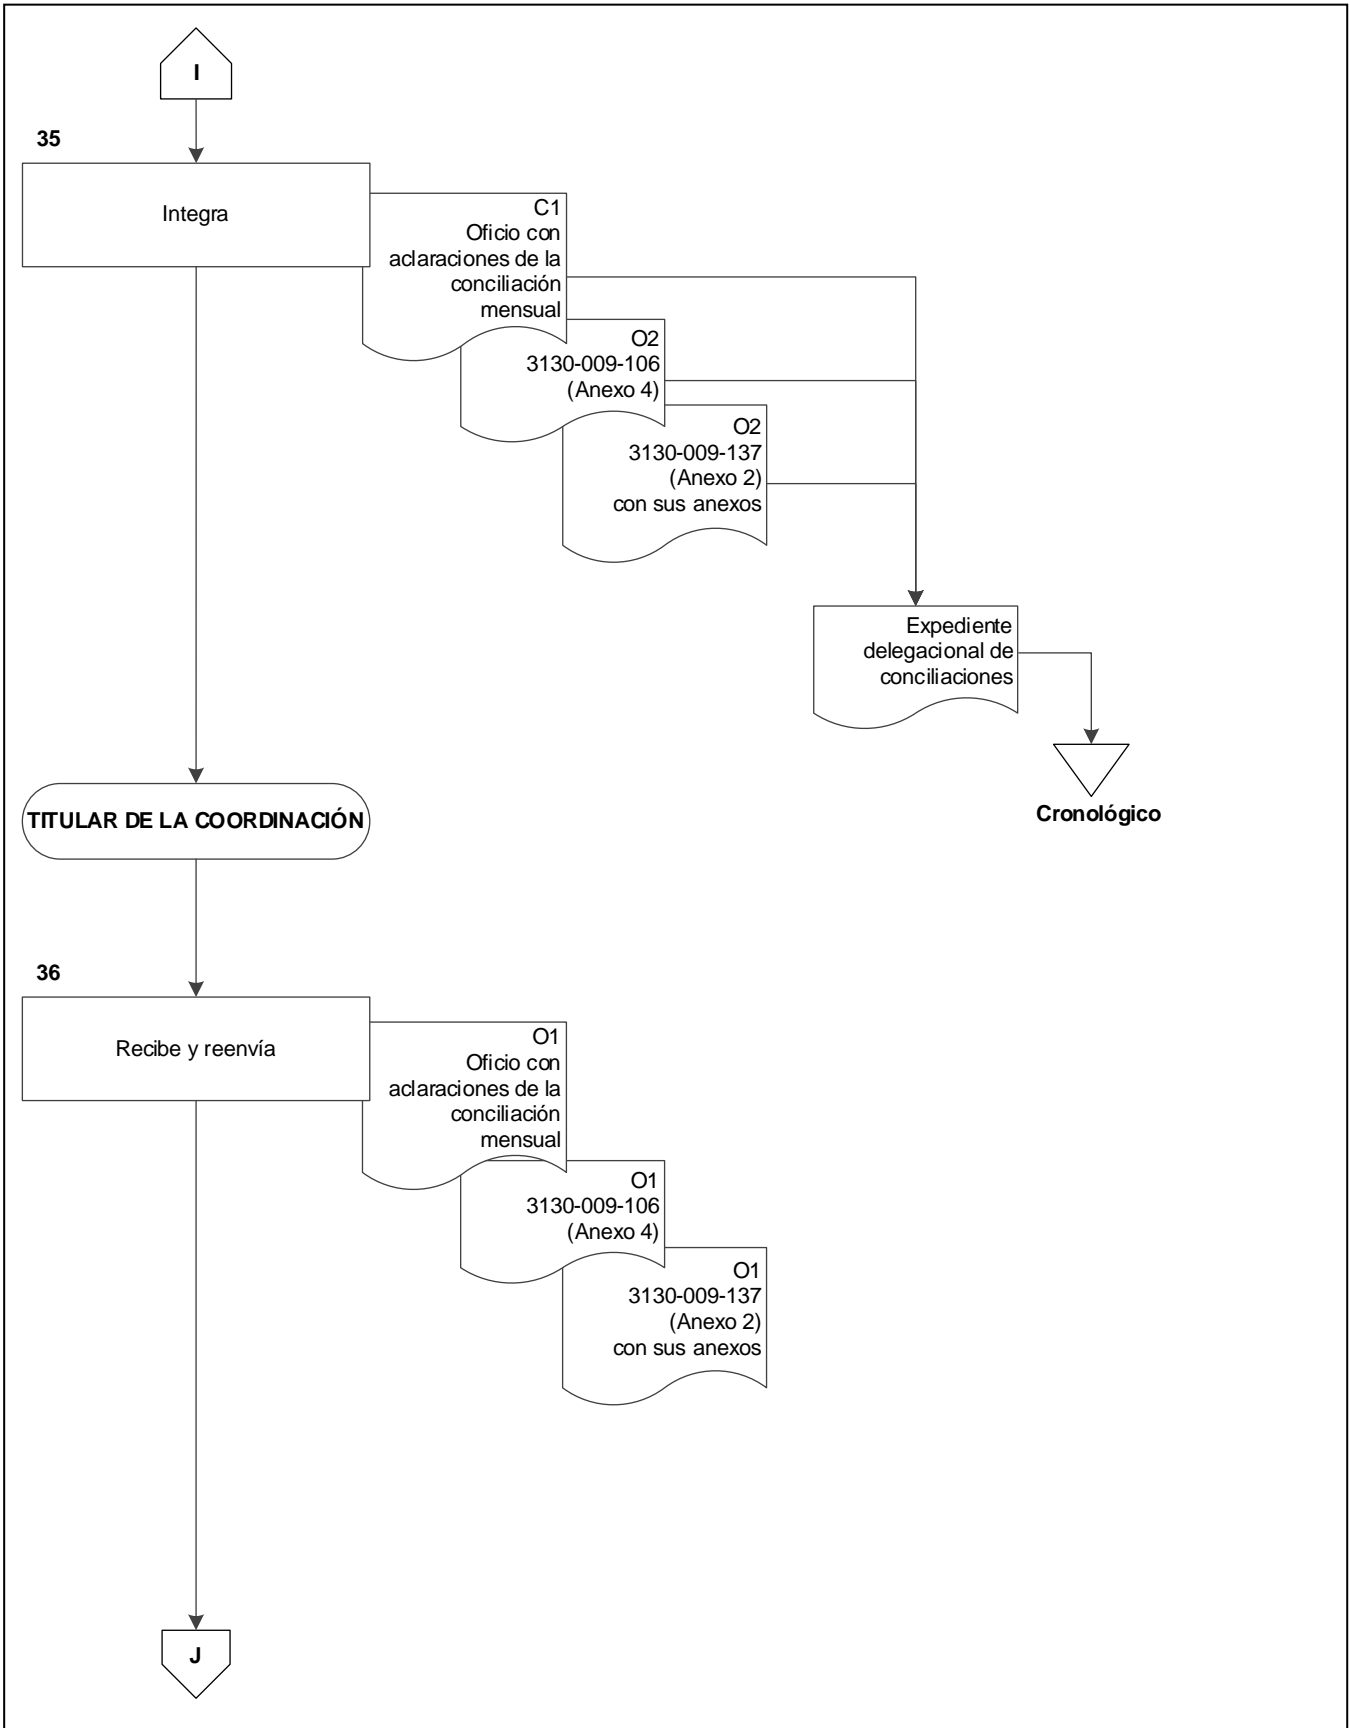 I
35
Integra
C1
Oficio con
aclaraciones de la
conciliación
mensual
O2
3130-009-106
(Anexo 4)
O2
3130-009-137
(Anexo 2)
con sus anexos
Expediente
delegacional de
conciliaciones
Cronológico
TITULAR DE LA COORDINACIÓN
36
Recibe y reenvía
O1
Oficio con
aclaraciones de la
conciliación
mensual
O1
3130-009-106
(Anexo 4)
O1
3130-009-137
(Anexo 2)
con sus anexos
J